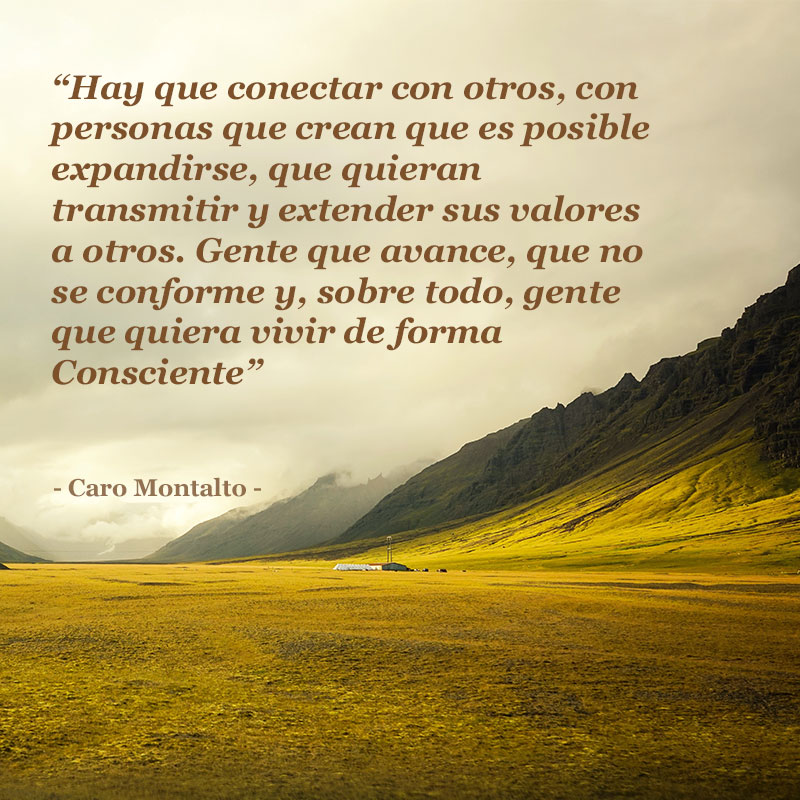 “Hay que conectar con otros, con
personas que crean que es posible
expandirse, que quieran
transmitir y extender sus valores
a otros. Gente que avance, que no
se conforme y, sobre todo, gente
que quiera vivir de forma
Consciente”
- Caro Montalto -